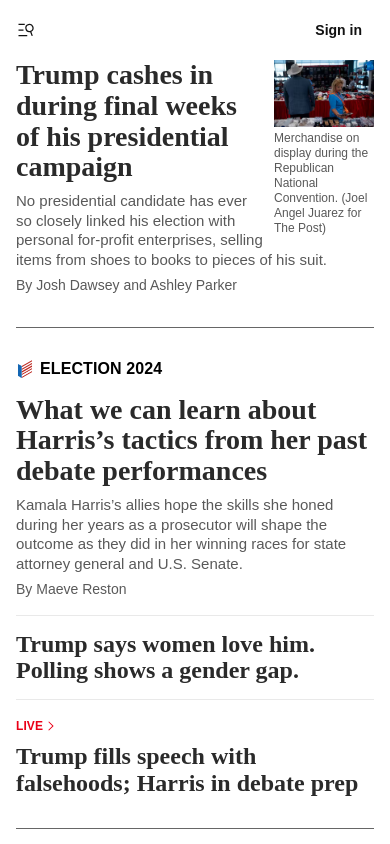 Sign in
Trump cashes in
during final weeks
of his presidential
campaign
No presidential candidate has ever
so closely linked his election with
personal for-profit enterprises, selling
items from shoes to books to pieces of his suit.
By Josh Dawsey and Ashley Parker
Merchandise on
display during the
Republican
National
Convention. (Joel
Angel Juarez for
The Post)
ELECTION 2024
What we can learn about
Harris’s tactics from her past
debate performances
Kamala Harris’s allies hope the skills she honed
during her years as a prosecutor will shape the
outcome as they did in her winning races for state
attorney general and U.S. Senate.
By Maeve Reston
Trump says women love him.
Polling shows a gender gap.
LIVE
Trump fills speech with
falsehoods; Harris in debate prep